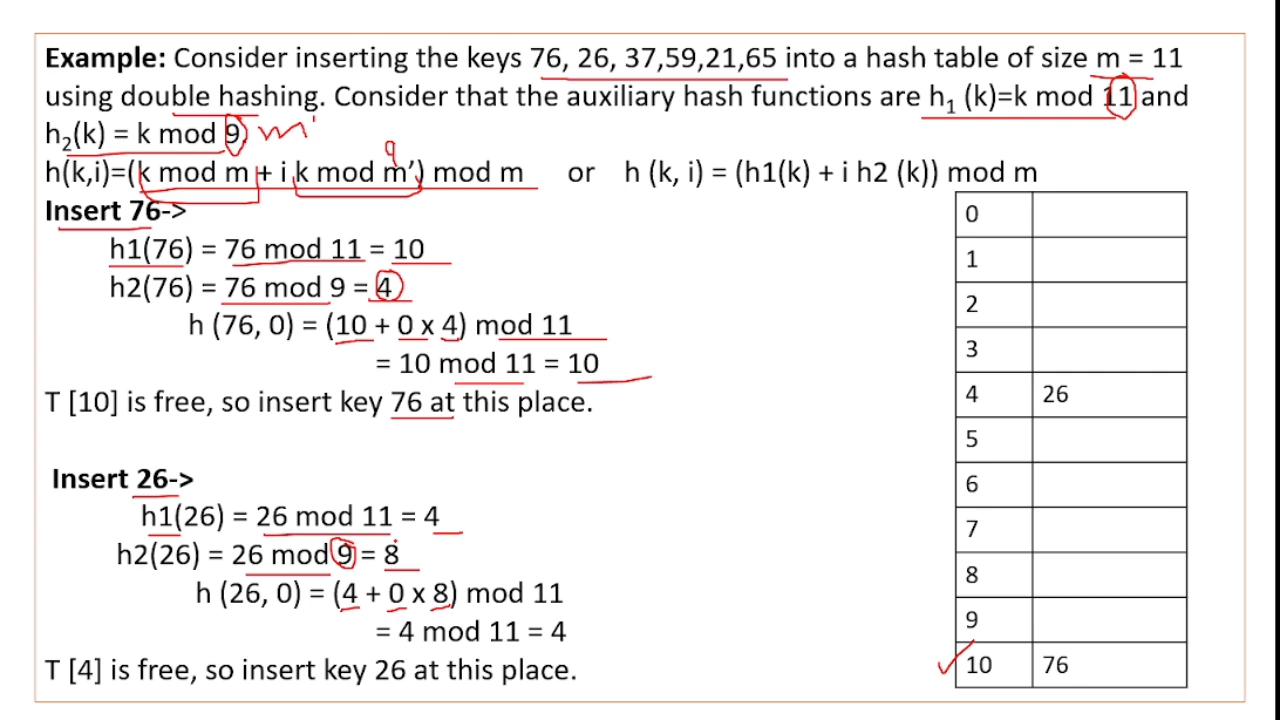 Example: Consider inserting the keys 76, 26, 37,59,21,65 into a hash table of size m = 11
using double hashing. Consider that the auxiliary hash functions are h₁ (k)=k mod 11 and
h₂(k) = k mod 9. m'
9
h(k,i)=(k mod m + i k mod m') mod m or h (k, i) = (h1(k) + i h2 (k)) mod m
Insert 76->
h1(76) = 76 mod 11 = 10
h2(76) = 76 mod 9 = 4
h (76, 0) = (10 + 0 x 4) mod 11
= 10 mod 11 = 10
T [10] is free, so insert key 76 at this place.
Insert 26->
h1(26) = 26 mod 11 = 4
h2(26) = 26 mod 9 = 8
h (26, 0) = (4 + 0 x 8) mod 11
= 4 mod 11 = 4
T [4] is free, so insert key 26 at this place.
0
1
2
3
4 26
5
6
7
8
9
10 76